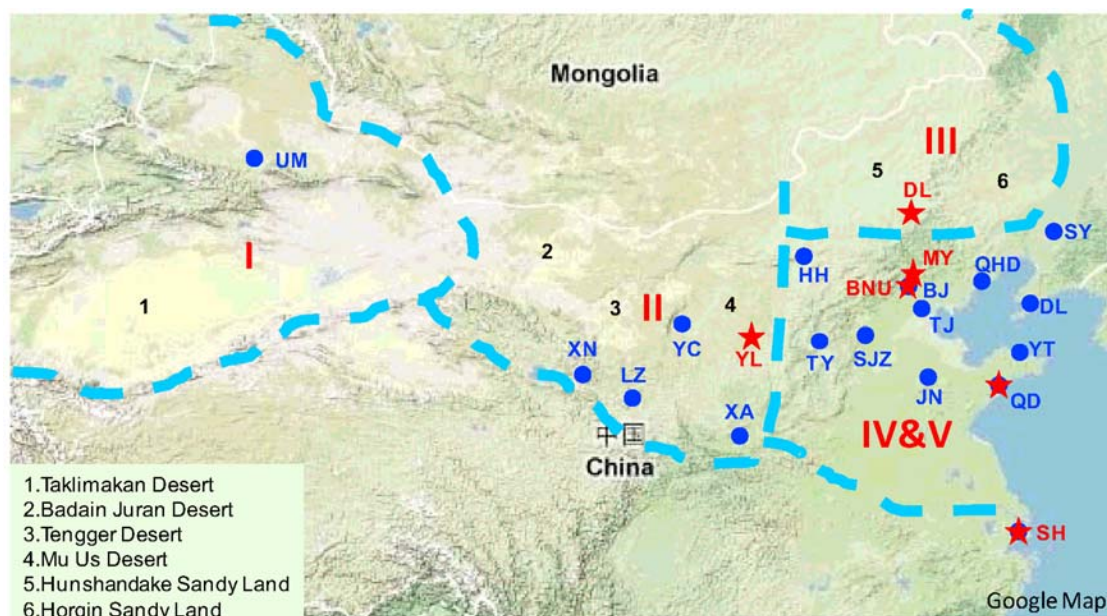 Mongolia
III
5
6
UM
DL
SY
I
2
HH
MY
QHD
BNU
BJ
DL
1
3
II
4
TJ
YC
YL
TY
SJZ
YT
XN
LZ
JN
QD
XA
IV&V
中国
China
SH
1.Taklimakan Desert
2.Badain Juran Desert
3.Tengger Desert
4.Mu Us Desert
5.Hunshandake Sandy Land
6.Horqin Sandy Land
Google Map